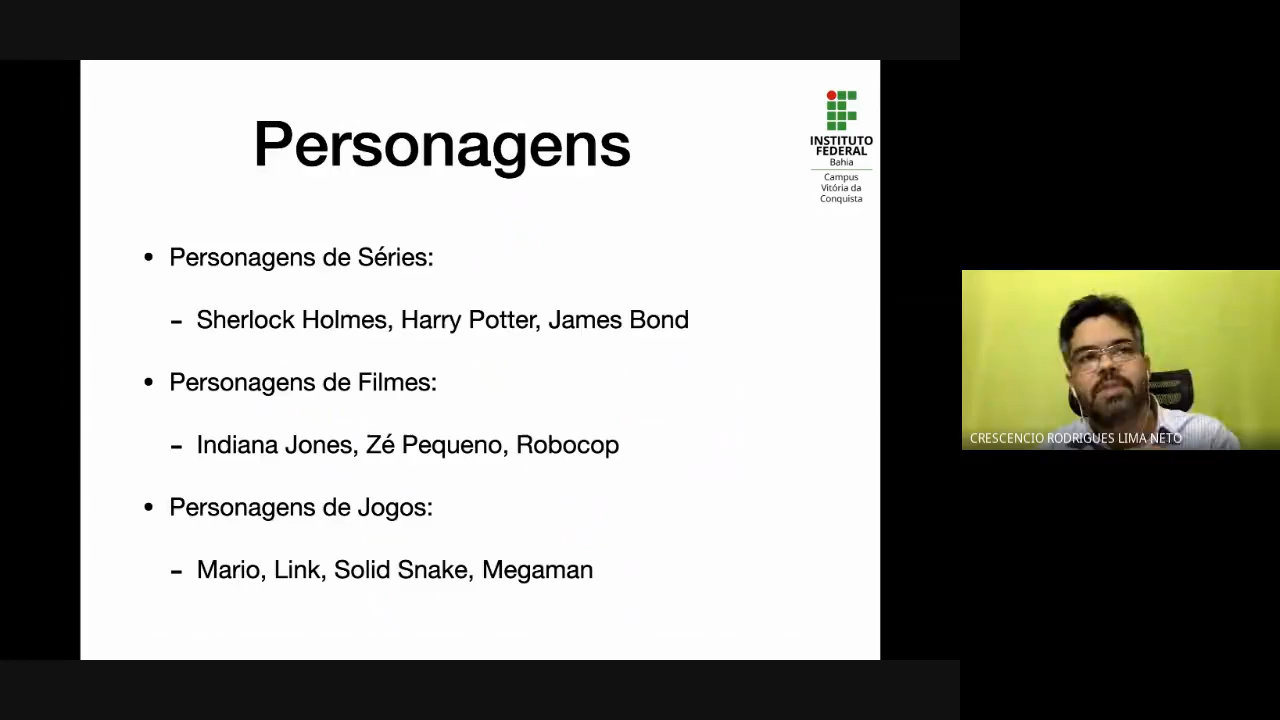 Personagens
INSTITUTO
FEDERAL
Bahia
Campus
Vitória da
Conquista
• Personagens de Séries:
– Sherlock Holmes, Harry Potter, James Bond
• Personagens de Filmes:
– Indiana Jones, Zé Pequeno, Robocop
• Personagens de Jogos:
– Mario, Link, Solid Snake, Megaman
CRESCENCIO RODRIGUES LIMA NETO